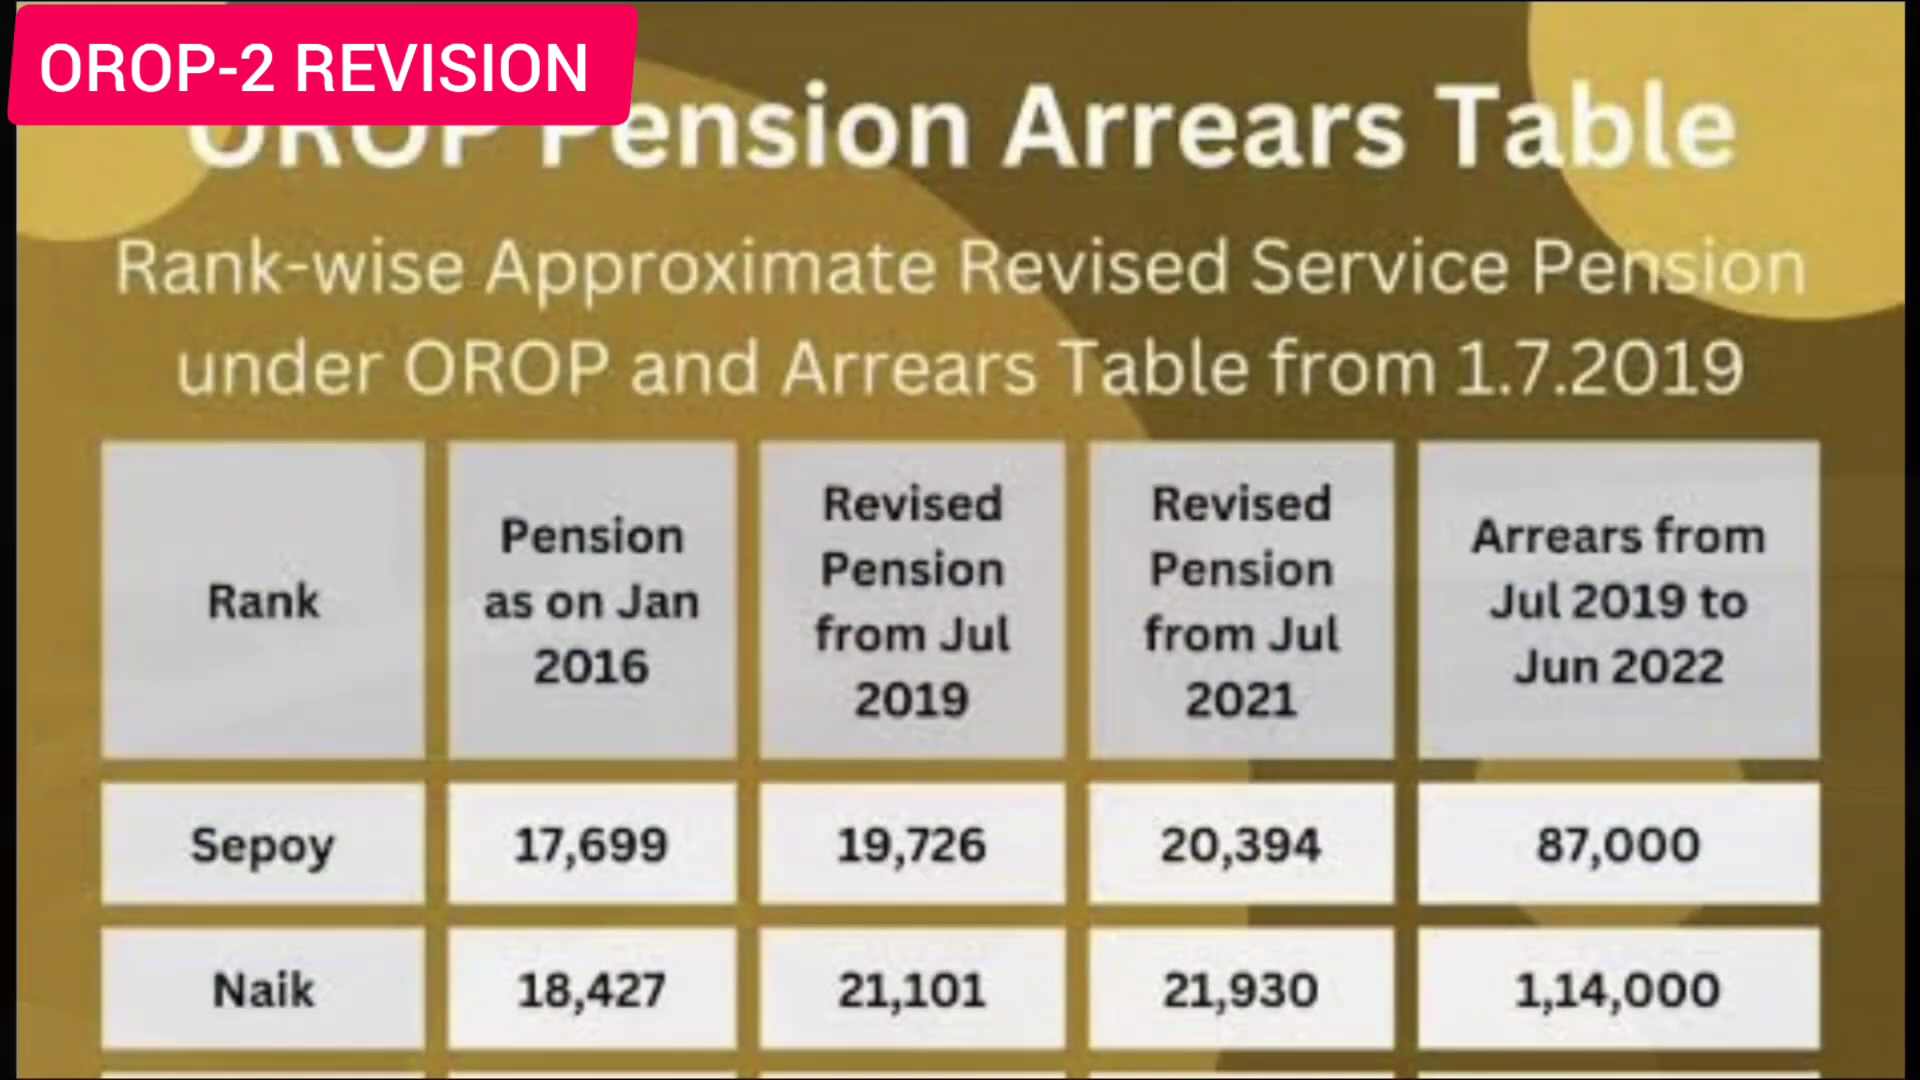 OROP-2 REVISION
OROP Pension Arrears Table
Rank-wise Approximate Revised Service Pension
under OROP and Arrears Table from 1.7.2019
Rank
Pension
as on Jan
2016
Revised
Pension
from Jul
2019
Revised
Pension
from Jul
2021
Arrears from
Jul 2019 to
Jun 2022
Sepoy 17,699 19,726 20,394 87,000
Naik 18,427 21,101 21,930 1,14,000